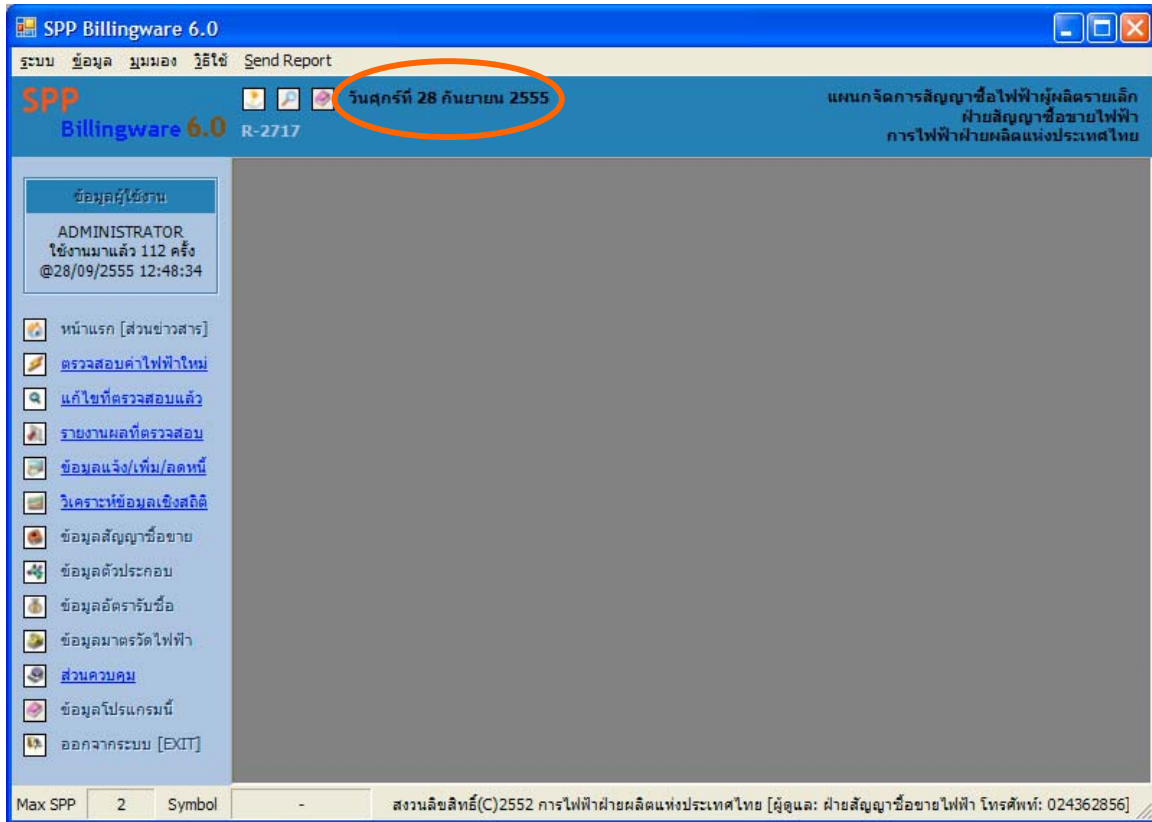 SPP Billingware 6.0
ระบบ ข้อมูล มุมมอง วิธีใช้ Send Report
SPP
Billingware 6.0
วันศุกร์ที่ 28 กันยายน 2555
R-2717
แผนกจัดการสัญญาซื้อไฟฟ้าผู้ผลิตรายเล็ก
ฝ่ายสัญญาซื้อขายไฟฟ้า
การไฟฟ้าฝ่ายผลิตแห่งประเทศไทย
ข้อมูลผู้ใช้งาน
ADMINISTRATOR
ใช้งานมาแล้ว 112 ครั้ง
@28/09/2555 12:48:34
หน้าแรก [ส่วนข่าวสาร]
ตรวจสอบค่าไฟฟ้าใหม่
แก้ไขที่ตรวจสอบแล้ว
รายงานผลที่ตรวจสอบ
ข้อมูลแจ้ง/เพิ่ม/ลดหนี้
วิเคราะห์ข้อมูลเชิงสถิติ
ข้อมูลสัญญาซื้อขาย
ข้อมูลตัวประกอบ
ข้อมูลอัตรารับซื้อ
ข้อมูลมาตรวัดไฟฟ้า
ส่วนควบคุม
ข้อมูลโปรแกรมนี้
ออกจากระบบ [EXIT]
Max SPP 2 Symbol - สงวนลิขสิทธิ์(C)2552 การไฟฟ้าฝ่ายผลิตแห่งประเทศไทย [ผู้ดูแล: ฝ่ายสัญญาซื้อขายไฟฟ้า โทรศัพท์: 024362856]